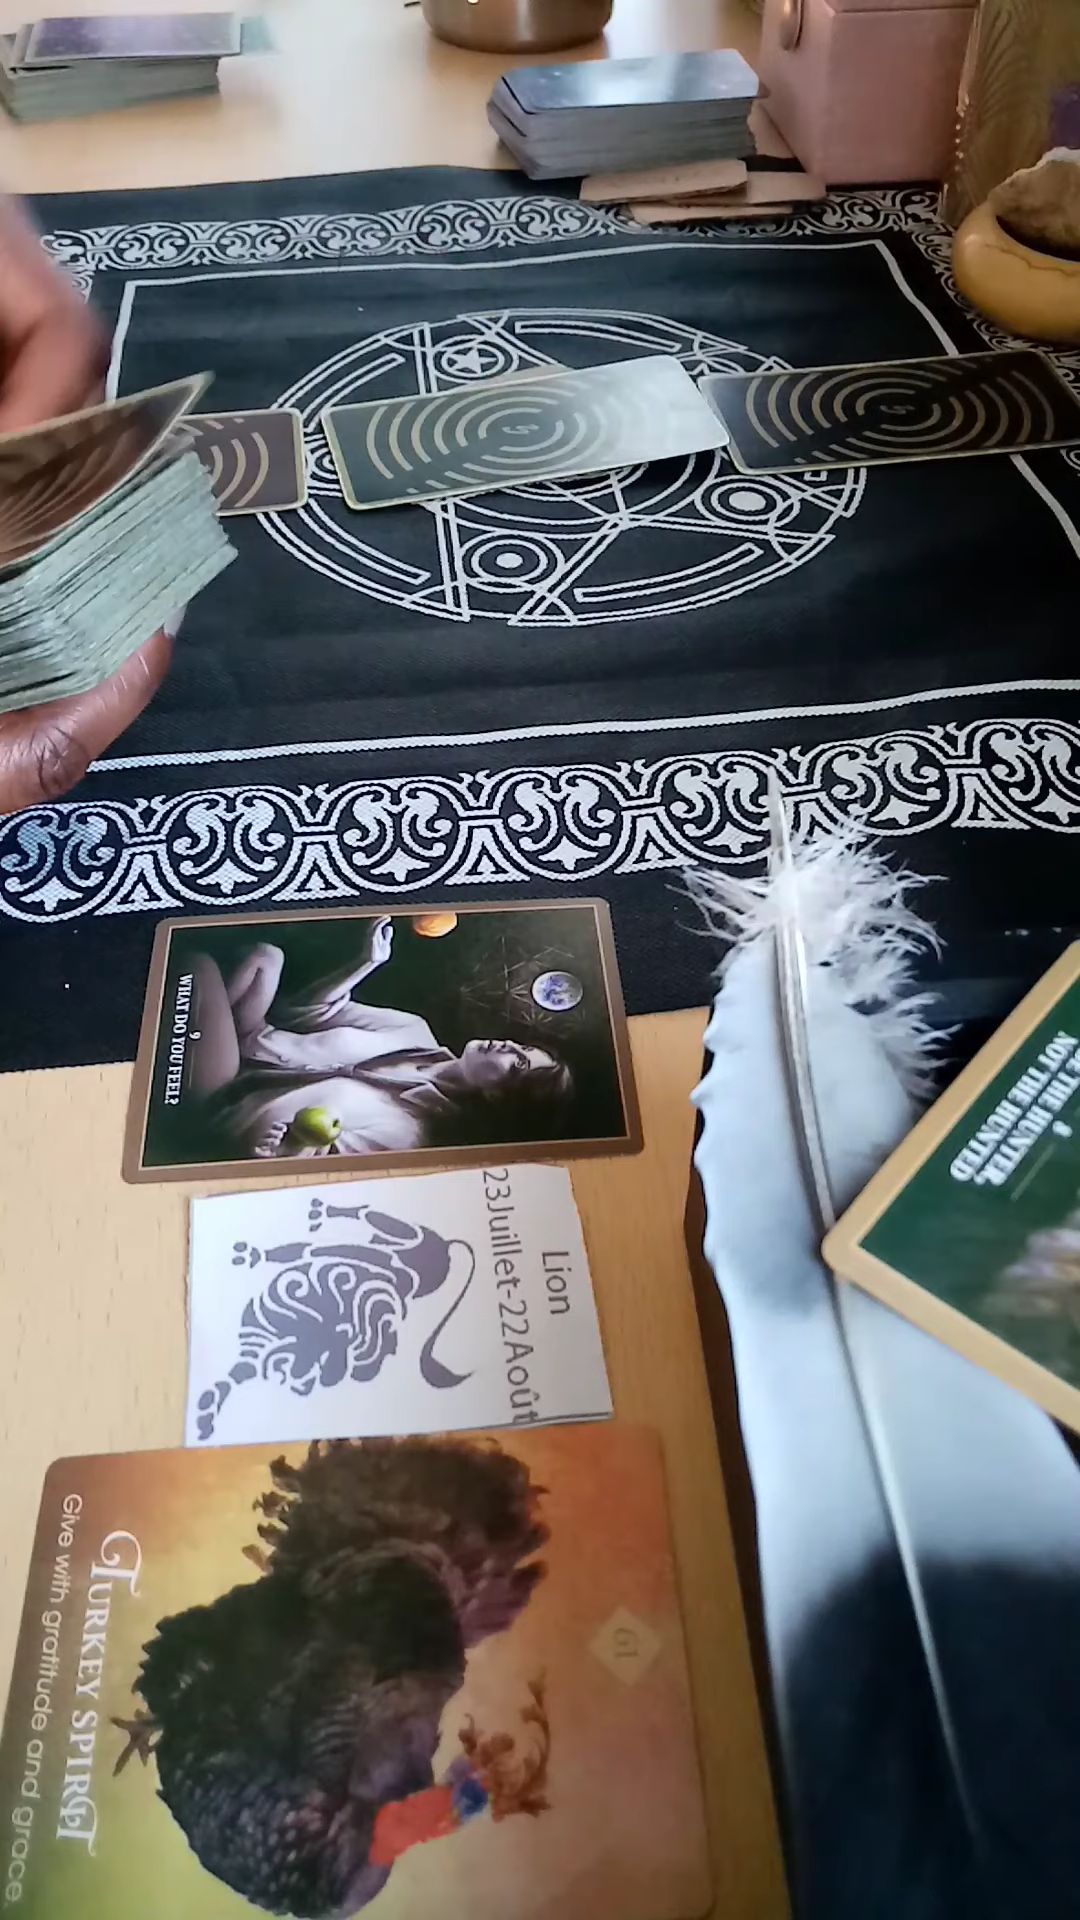 9
WHAT DO YOU FEEL?
Lion
23Juillet-22Août
61
TURKEY SPIRIT
Give with gratitude and grace.
THE HUNTER,
NOT THE HUNTED